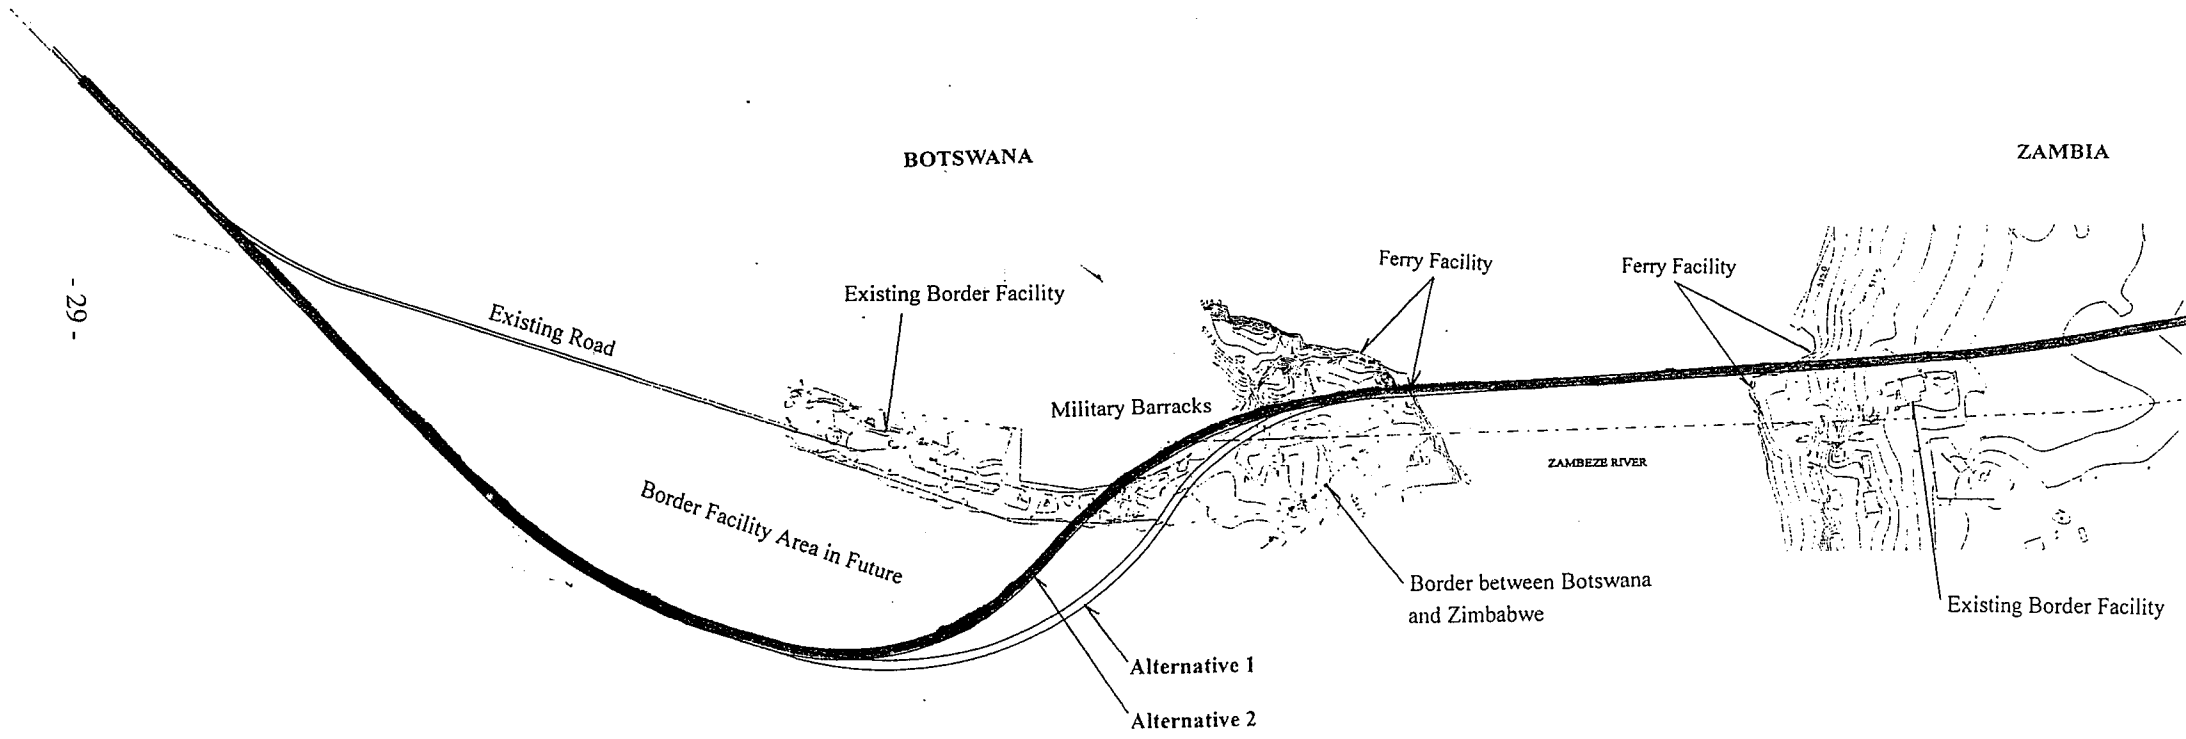 BOTSWANA
ZAMBIA
Ferry Facility
Ferry Facility
Existing Border Facility
- 29 -
Existing Road
Military Barracks
ZAMBEZE RIVER
Border Facility Area in Future
Border between Botswana
and Zimbabwe
Existing Border Facility
Alternative 1
Alternative 2